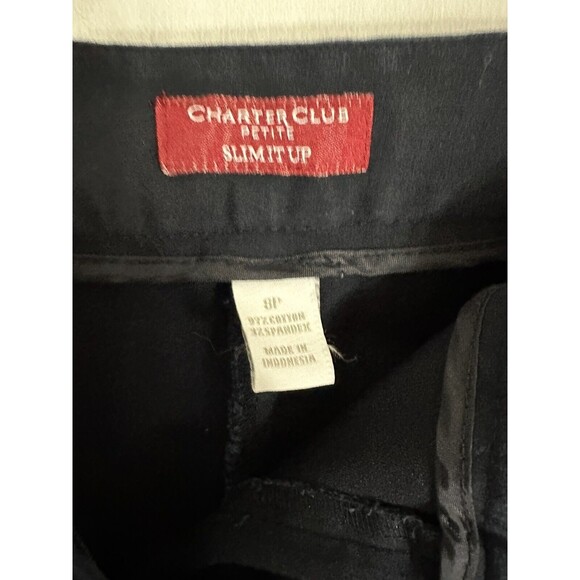 CHARTER CLUB
PETITE
SLIM IT UP
8P
97% COTTON
3% SPANDEX
MADE IN
INDONESIA